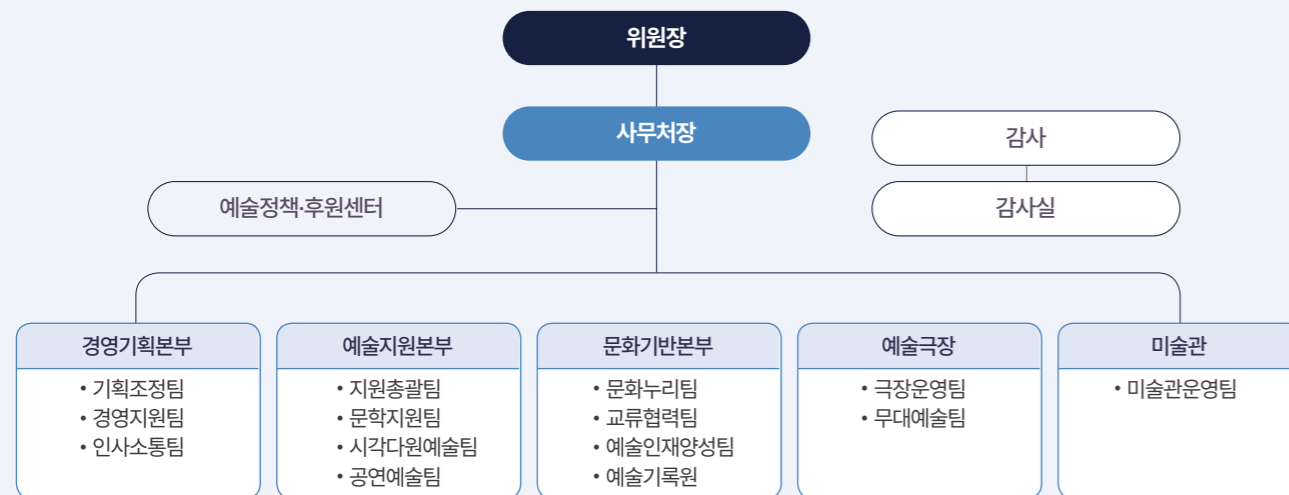 위원장
사무처장
감사
예술정책·후원센터
감사실
경영기획본부
• 기획조정팀
• 경영지원팀
• 인사소통팀
예술지원본부
• 지원총괄팀
• 문학지원팀
• 시각다원예술팀
• 공연예술팀
문화기반본부
• 문화누리팀
• 교류협력팀
• 예술인재양성팀
• 예술기록원
예술극장
• 극장운영팀
• 무대예술팀
미술관
• 미술관운영팀